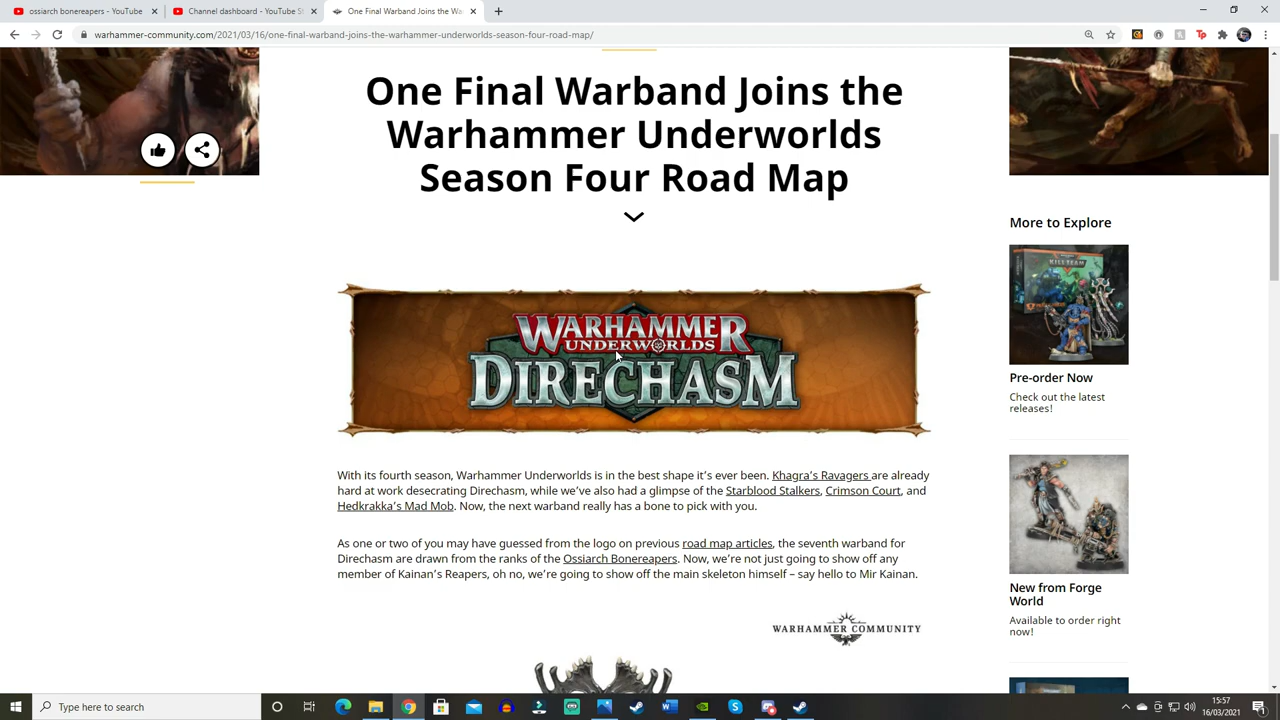 ossiarch bonereapers - YouTube
Channel dashboard - YouTube St
One Final Warband Joins the Wa
warhammer-community.com/2021/03/16/one-final-warband-joins-the-warhammer-underworlds-season-four-road-map/
One Final Warband Joins the
Warhammer Underworlds
Season Four Road Map
WARHAMMER
UNDERWORLDS
DIRECHASM
With its fourth season, Warhammer Underworlds is in the best shape it's ever been. Khagra's Ravagers are already
hard at work desecrating Direchasm, while we've also had a glimpse of the Starblood Stalkers, Crimson Court, and
Hedkrakka's Mad Mob. Now, the next warband really has a bone to pick with you.
As one or two of you may have guessed from the logo on previous road map articles, the seventh warband for
Direchasm are drawn from the ranks of the Ossiarch Bonereapers. Now, we're not just going to show off any
member of Kainan's Reapers, oh no, we're going to show off the main skeleton himself – say hello to Mir Kainan.
WARHAMMER COMMUNITY
More to Explore
KILL TEAM
Pre-order Now
Check out the latest
releases!
New from Forge
World
Available to order right
now!
Type here to search
15:57
16/03/2021